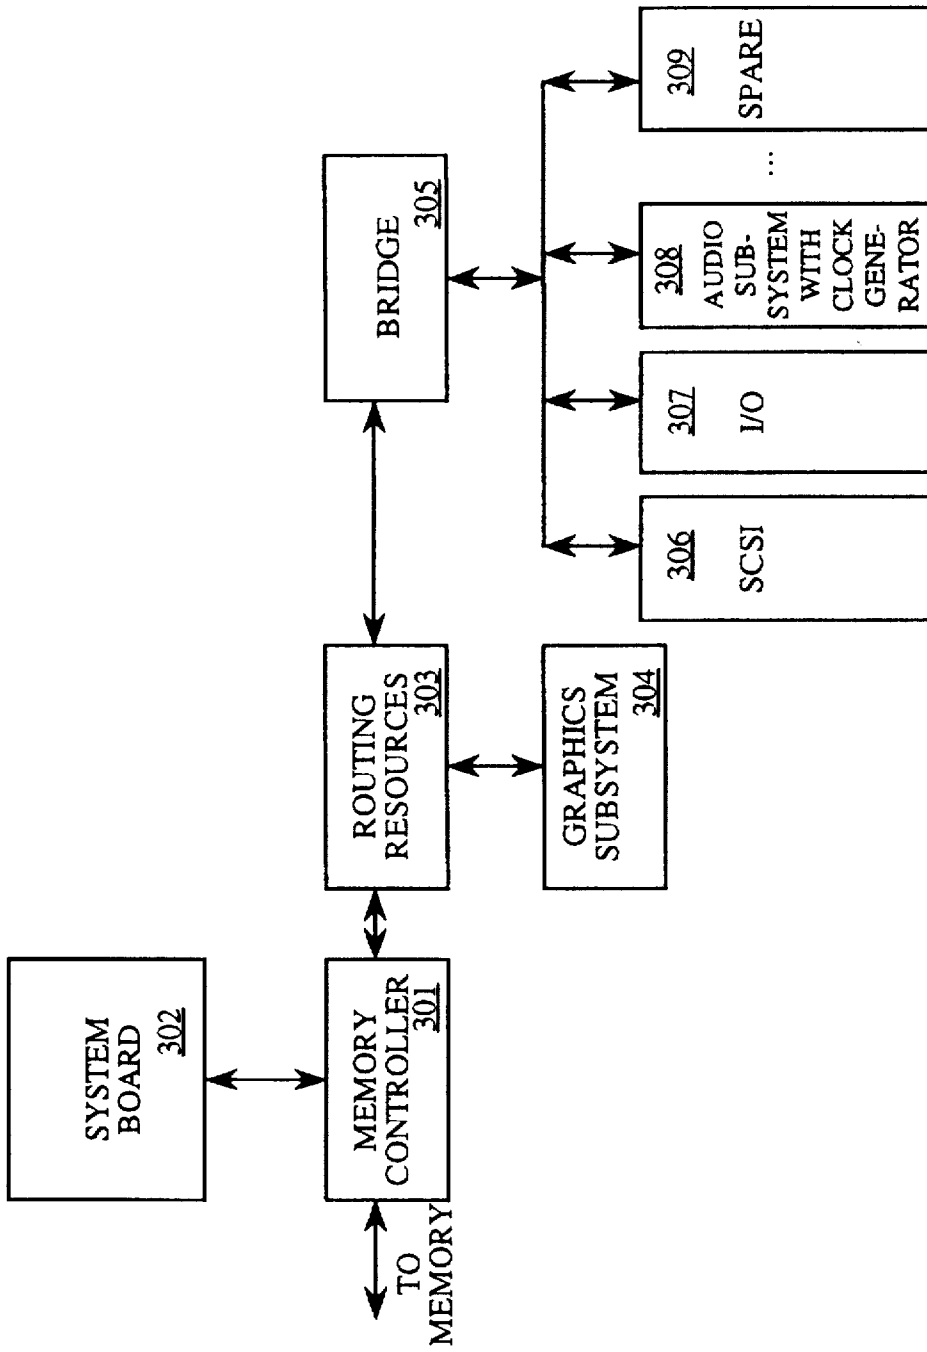 SYSTEM
BOARD
302
TO
MEMORY
MEMORY
CONTROLLER
301
ROUTING
RESOURCES
303
BRIDGE
305
GRAPHICS
SUBSYSTEM
304
306
SCSI
307
I/O
308
AUDIO
SUB-
SYSTEM
WITH
CLOCK
GENE-
RATOR
...
309
SPARE